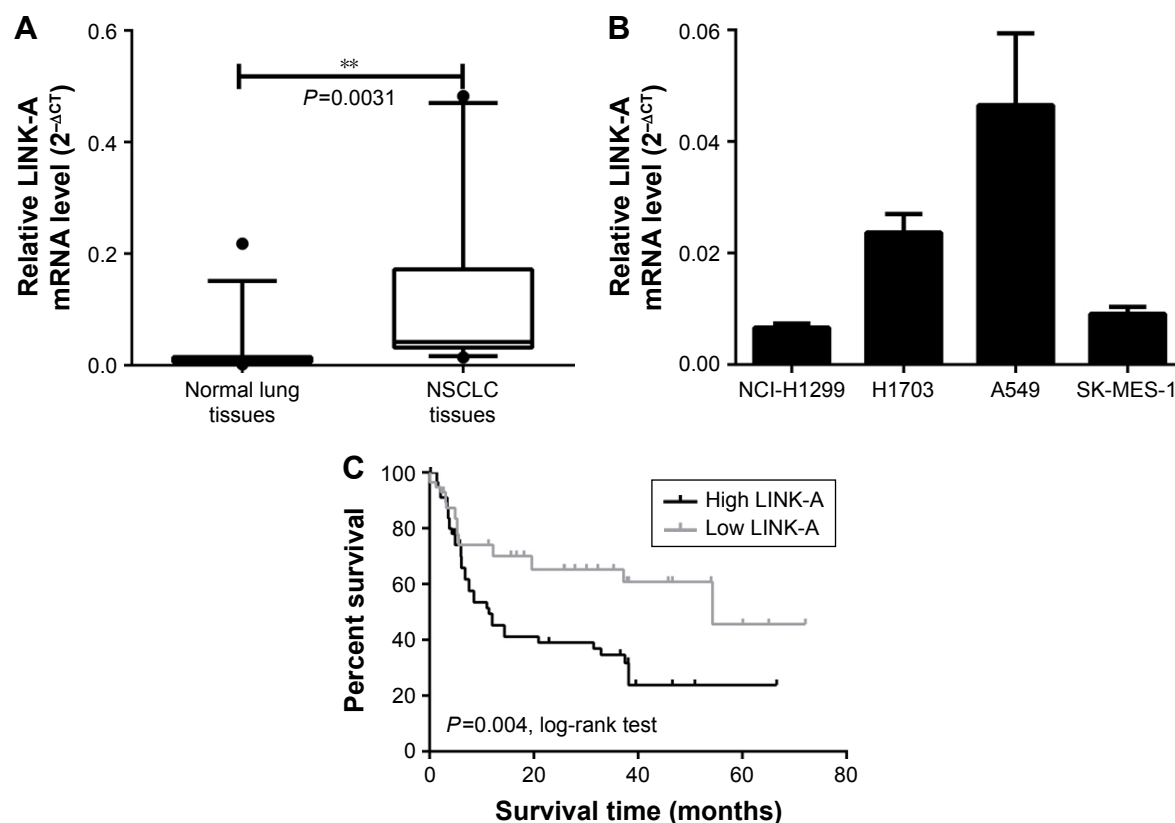 A
Relative LINK-A
mRNA level (2⁻ΔCT)
0.6
0.4
0.2
0.0
**
P=0.0031
Normal lung
tissues
NSCLC
tissues
B
Relative LINK-A
mRNA level (2⁻ΔCT)
0.06
0.04
0.02
0.00
NCI-H1299
H1703
A549
SK-MES-1
C
Percent survival
100
80
60
40
20
0
High LINK-A
Low LINK-A
P=0.004, log-rank test
0
20
40
60
80
Survival time (months)